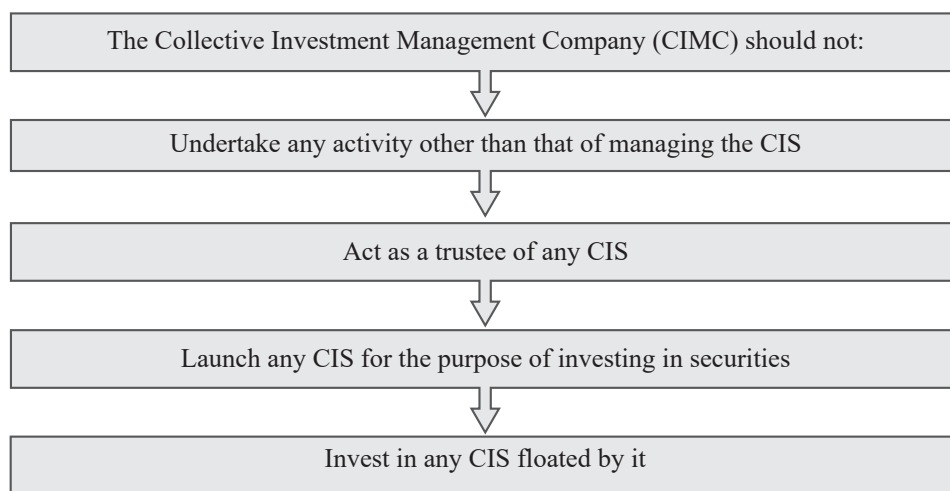 The Collective Investment Management Company (CIMC) should not:
Undertake any activity other than that of managing the CIS
Act as a trustee of any CIS
Launch any CIS for the purpose of investing in securities
Invest in any CIS floated by it